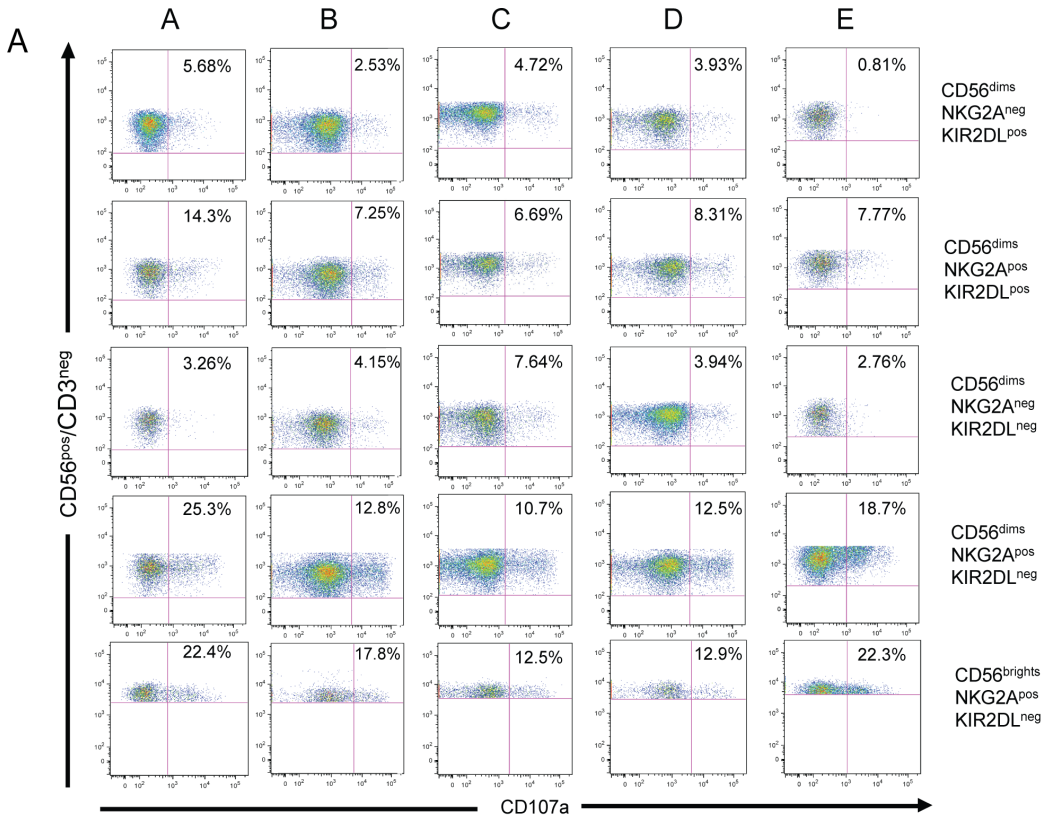 A B C D E
A
5.68% 2.53% 4.72% 3.93% 0.81%
CD56dims
NKG2Aneg
KIR2DLpos
14.3% 7.25% 6.69% 8.31% 7.77%
CD56dims
NKG2Apos
KIR2DLpos
3.26% 4.15% 7.64% 3.94% 2.76%
CD56dims
NKG2Aneg
KIR2DLneg
25.3% 12.8% 10.7% 12.5% 18.7%
CD56dims
NKG2Apos
KIR2DLneg
22.4% 17.8% 12.5% 12.9% 22.3%
CD56brights
NKG2Apos
KIR2DLneg
CD56pos/CD3neg
CD107a